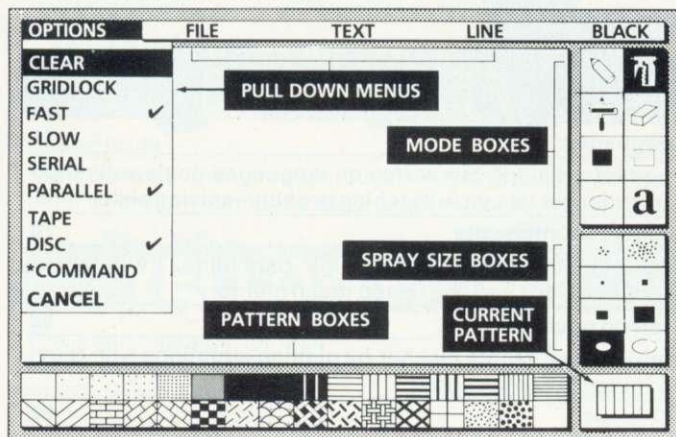 OPTIONS FILE TEXT LINE BLACK
CLEAR
GRIDLOCK
FAST ✔
SLOW
SERIAL
PARALLEL ✔
TAPE
DISC ✔
*COMMAND
CANCEL
PULL DOWN MENUS
MODE BOXES
a
SPRAY SIZE BOXES
PATTERN BOXES
CURRENT
PATTERN